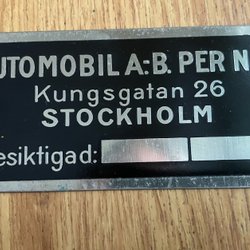 UTOMOBIL A.-B. PER N
Kungsgatan 26
STOCKHOLM
esiktigad: